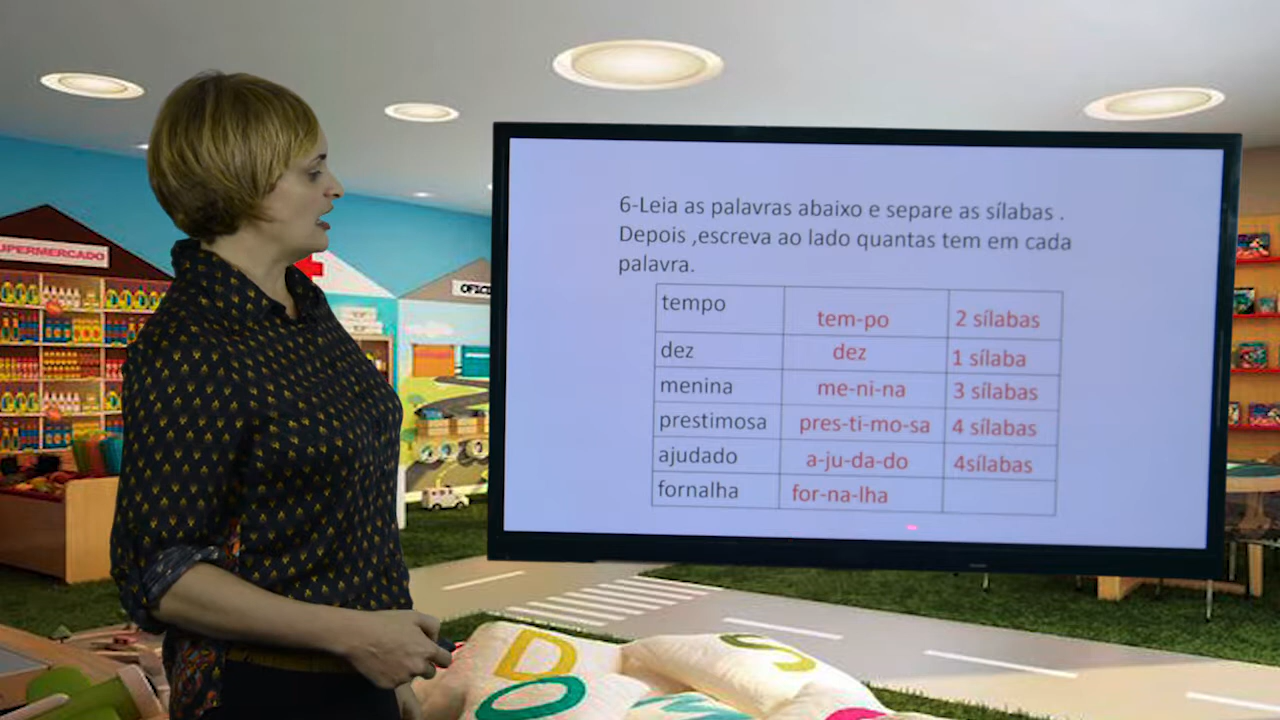 6-Leia as palavras abaixo e separe as sílabas .
Depois ,escreva ao lado quantas tem em cada
palavra.
tempo tem-po 2 sílabas
dez dez 1 sílaba
menina me-ni-na 3 sílabas
prestimosa pres-ti-mo-sa 4 sílabas
ajudado a-ju-da-do 4sílabas
fornalha for-na-lha
UPERMERCADO
OFICI
D
O
S